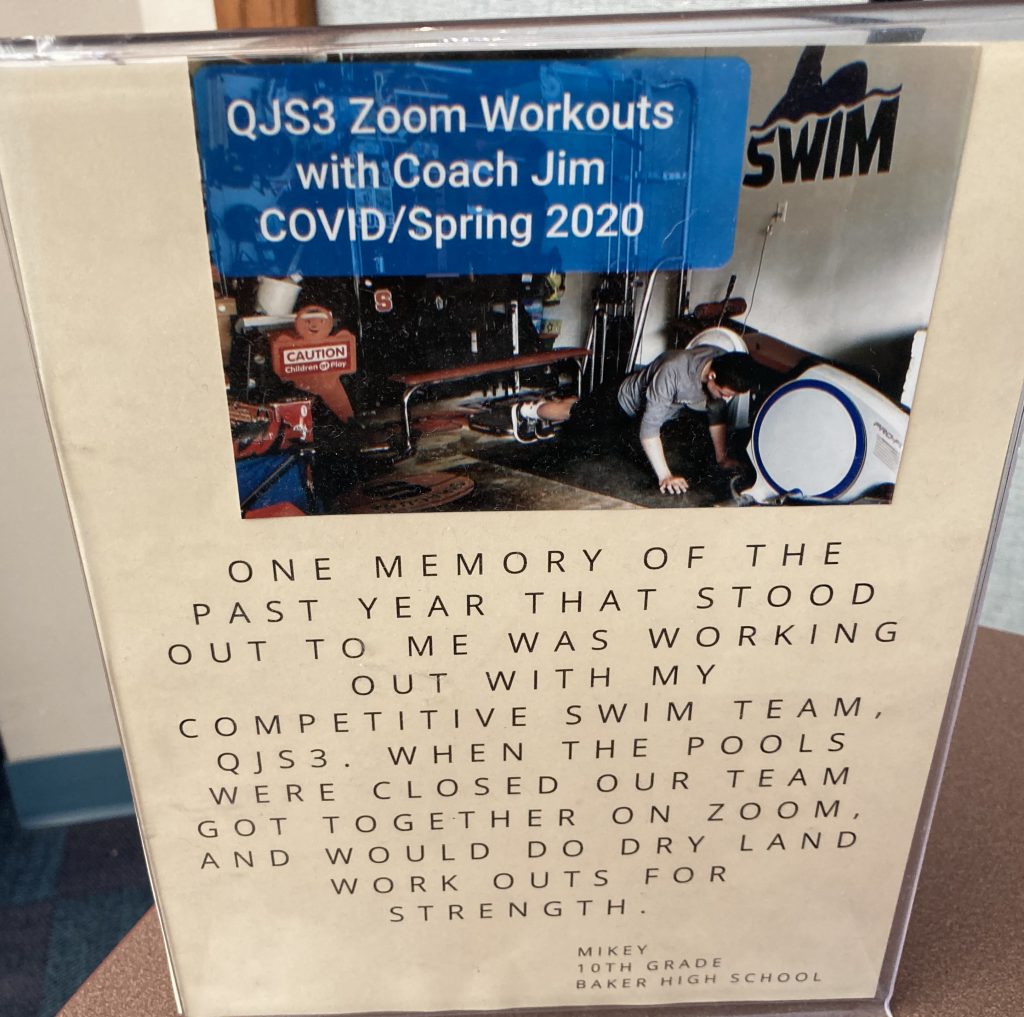 QJS3 Zoom Workouts
with Coach Jim
COVID/Spring 2020
SWIM
S
CAUTION
Children at Play
ONE MEMORY OF THE
PAST YEAR THAT STOOD
OUT TO ME WAS WORKING
OUT WITH MY
COMPETITIVE SWIM TEAM,
QJS3. WHEN THE POOLS
WERE CLOSED OUR TEAM
GOT TOGETHER ON ZOOM,
AND WOULD DO DRY LAND
WORK OUTS FOR
STRENGTH.
MIKEY
10TH GRADE
BAKER HIGH SCHOOL